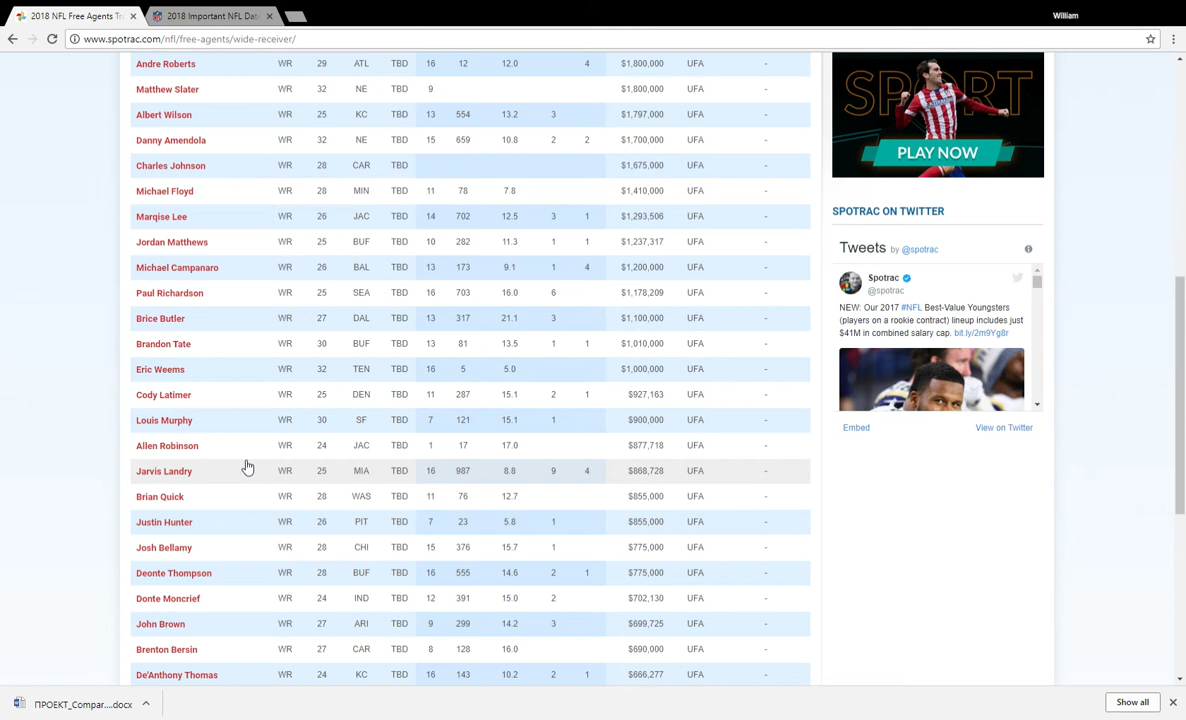 2018 NFL Free Agents Tr
2018 Important NFL Dat
William
www.spotrac.com/nfl/free-agents/wide-receiver/
Andre Roberts WR 29 ATL TBD 16 12 12.0 4 $1,800,000 UFA -
Matthew Slater WR 32 NE TBD 9 $1,800,000 UFA -
Albert Wilson WR 25 KC TBD 13 554 13.2 3 $1,797,000 UFA -
Danny Amendola WR 32 NE TBD 15 659 10.8 2 2 $1,700,000 UFA -
Charles Johnson WR 28 CAR TBD $1,675,000 UFA -
Michael Floyd WR 28 MIN TBD 11 78 7.8 $1,410,000 UFA -
Marqise Lee WR 26 JAC TBD 14 702 12.5 3 1 $1,293,506 UFA -
Jordan Matthews WR 25 BUF TBD 10 282 11.3 1 1 $1,237,317 UFA -
Michael Campanaro WR 26 BAL TBD 13 173 9.1 1 4 $1,200,000 UFA -
Paul Richardson WR 25 SEA TBD 16 703 16.0 6 $1,178,209 UFA -
Brice Butler WR 27 DAL TBD 13 317 21.1 3 $1,100,000 UFA -
Brandon Tate WR 30 BUF TBD 13 81 13.5 1 1 $1,010,000 UFA -
Eric Weems WR 32 TEN TBD 16 5 5.0 $1,000,000 UFA -
Cody Latimer WR 25 DEN TBD 11 287 15.1 2 1 $927,163 UFA -
Louis Murphy WR 30 SF TBD 7 121 15.1 1 $900,000 UFA -
Allen Robinson WR 24 JAC TBD 1 17 17.0 $877,718 UFA -
Jarvis Landry WR 25 MIA TBD 16 987 8.8 9 4 $868,728 UFA -
Brian Quick WR 28 WAS TBD 11 76 12.7 $855,000 UFA -
Justin Hunter WR 26 PIT TBD 7 23 5.8 1 $855,000 UFA -
Josh Bellamy WR 28 CHI TBD 15 376 15.7 1 $775,000 UFA -
Deonte Thompson WR 28 BUF TBD 16 555 14.6 2 1 $775,000 UFA -
Donte Moncrief WR 24 IND TBD 12 391 15.0 2 $702,130 UFA -
John Brown WR 27 ARI TBD 9 299 14.2 3 $699,725 UFA -
Brenton Bersin WR 27 CAR TBD 8 128 16.0 $690,000 UFA -
De'Anthony Thomas WR 24 KC TBD 16 143 10.2 2 1 $666,277 UFA -
SPORT
PLAY NOW
SPOTRAC ON TWITTER
Tweets by @spotrac
Spotrac
@spotrac
NEW: Our 2017 #NFL Best-Value Youngsters
(players on a rookie contract) lineup includes just
$41M in combined salary cap. bit.ly/2m9Yg8r
Embed
View on Twitter
ПРОЕКТ_Compar....docx
Show all